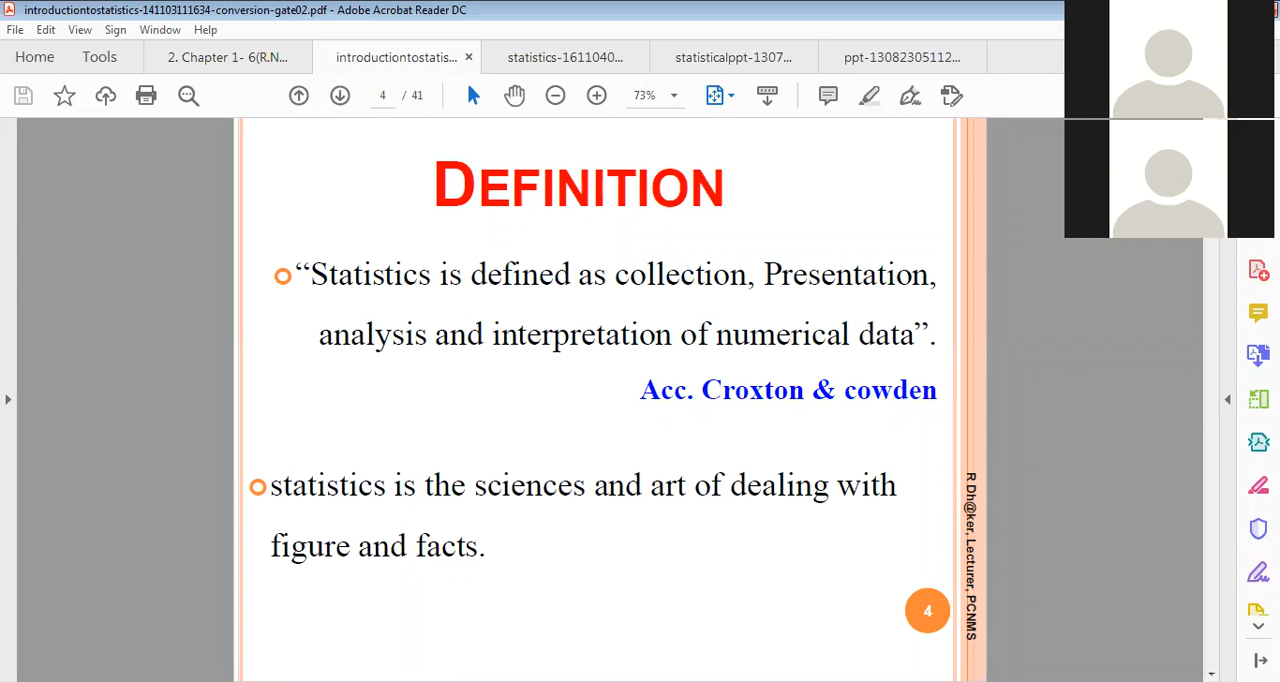 introductiontostatistics-141103111634-conversion-gate02.pdf - Adobe Acrobat Reader DC
File Edit View Sign Window Help
Home Tools 2. Chapter 1- 6(R.N... introductiontostatis... × statistics-1611040... statisticalppt-1307... ppt-13082305112...
4 / 41 73%
DEFINITION
“Statistics is defined as collection, Presentation,
analysis and interpretation of numerical data”.
Acc. Croxton & cowden
statistics is the sciences and art of dealing with
figure and facts.
R Dh@ker, Lecturer, PCNMS
4